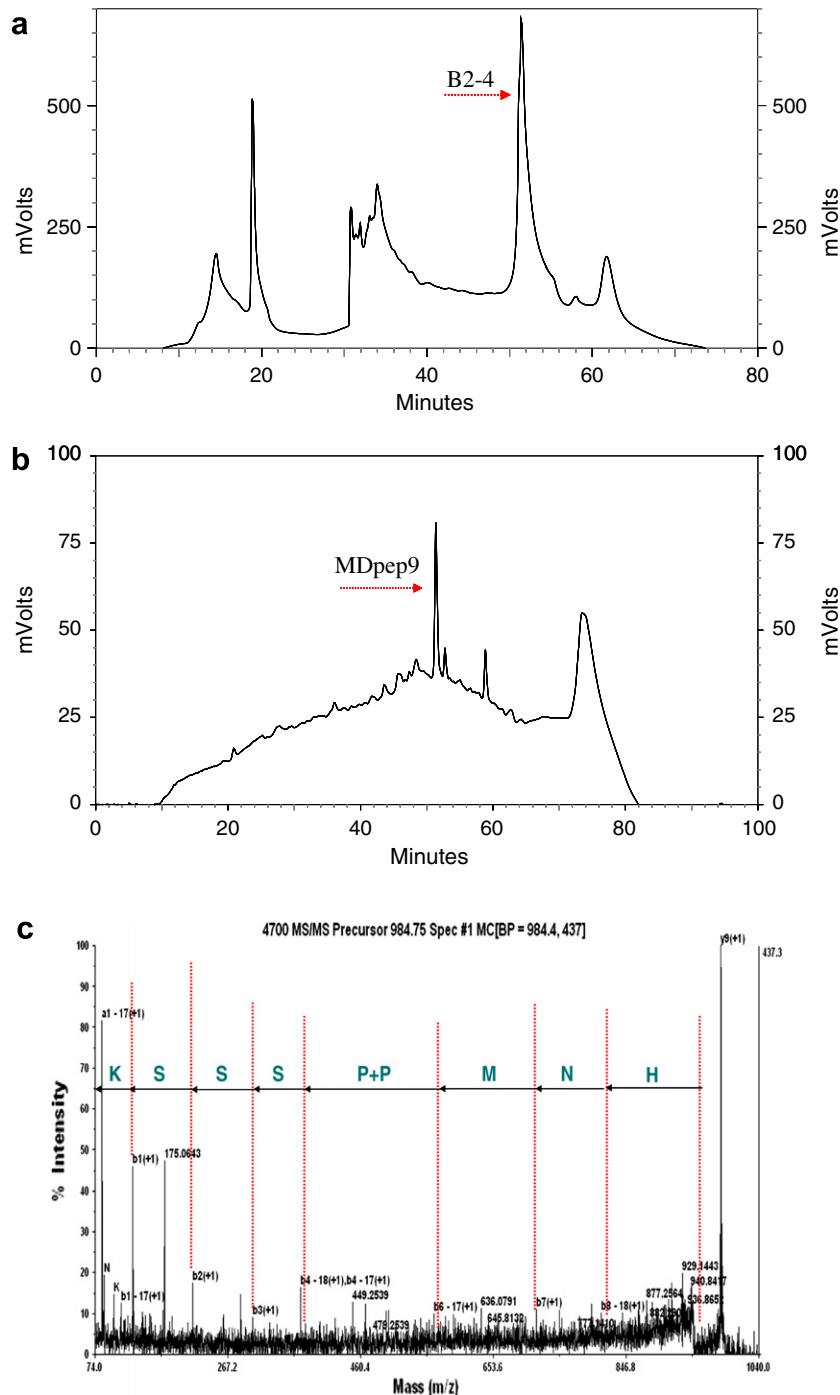 a
B2-4
500 500
250 250
0 0
mVolts mVolts
0 20 40 60 80
Minutes
b
100 100
75 75
50 50
25 25
0 0
MDpep9
mVolts mVolts
0 20 40 60 80 100
Minutes
c
4700 MS/MS Precursor 984.75 Spec #1 MC[BP = 984.4, 437]
y9(+1)
100 437.3
90
a1 - 17(+1)
80
70
K S S S P+P M N H
60
50
b1(+1) 175.0643
40
30
20
10
0
% Intensity
N
K
b1 - 17(+1)
b2(+1)
b3(+1)
b4 - 18(+1),b4 - 17(+1)
449.2539
479.2539
b6 - 17(+1)
636.0791
645.8132
b7(+1)
b8 - 18(+1)
877.2564
929.1443
940.8417
74.0 267.2 460.4 653.6 846.8 1040.0
Mass (m/z)